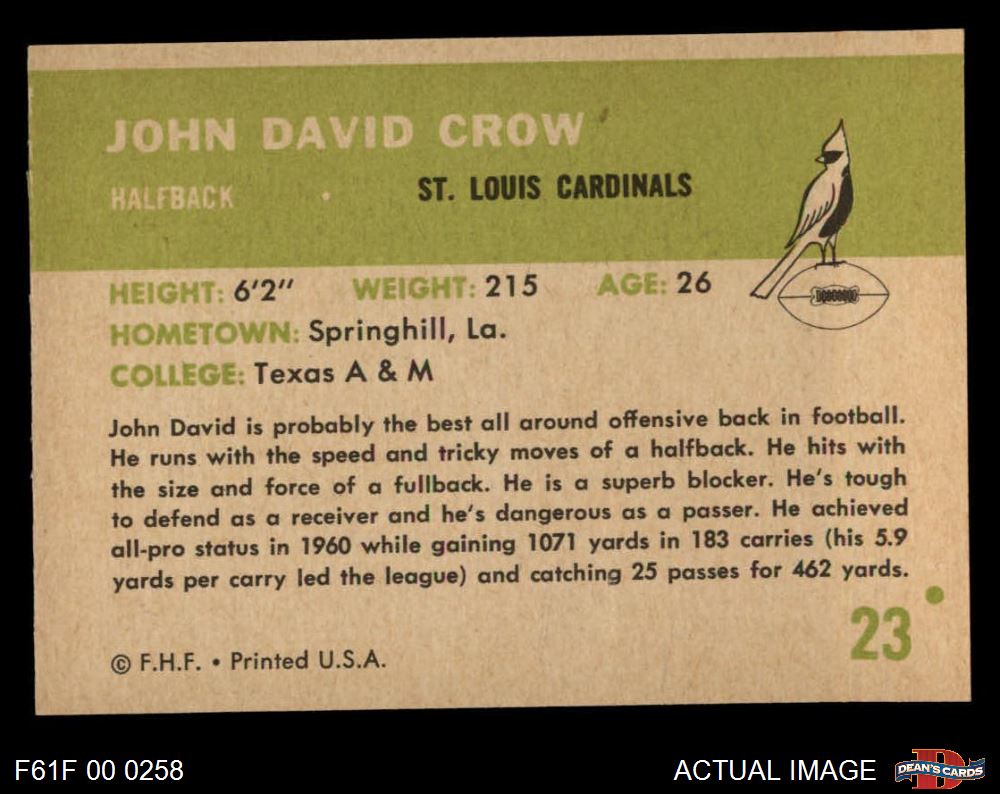 JOHN DAVID CROW
HALFBACK • ST. LOUIS CARDINALS
HEIGHT: 6'2" WEIGHT: 215 AGE: 26
HOMETOWN: Springhill, La.
COLLEGE: Texas A & M
John David is probably the best all around offensive back in football.
He runs with the speed and tricky moves of a halfback. He hits with
the size and force of a fullback. He is a superb blocker. He's tough
to defend as a receiver and he's dangerous as a passer. He achieved
all-pro status in 1960 while gaining 1071 yards in 183 carries (his 5.9
yards per carry led the league) and catching 25 passes for 462 yards.
23
© F.H.F. • Printed U.S.A.
F61F 00 0258 ACTUAL IMAGE D DEAN'S CARDS